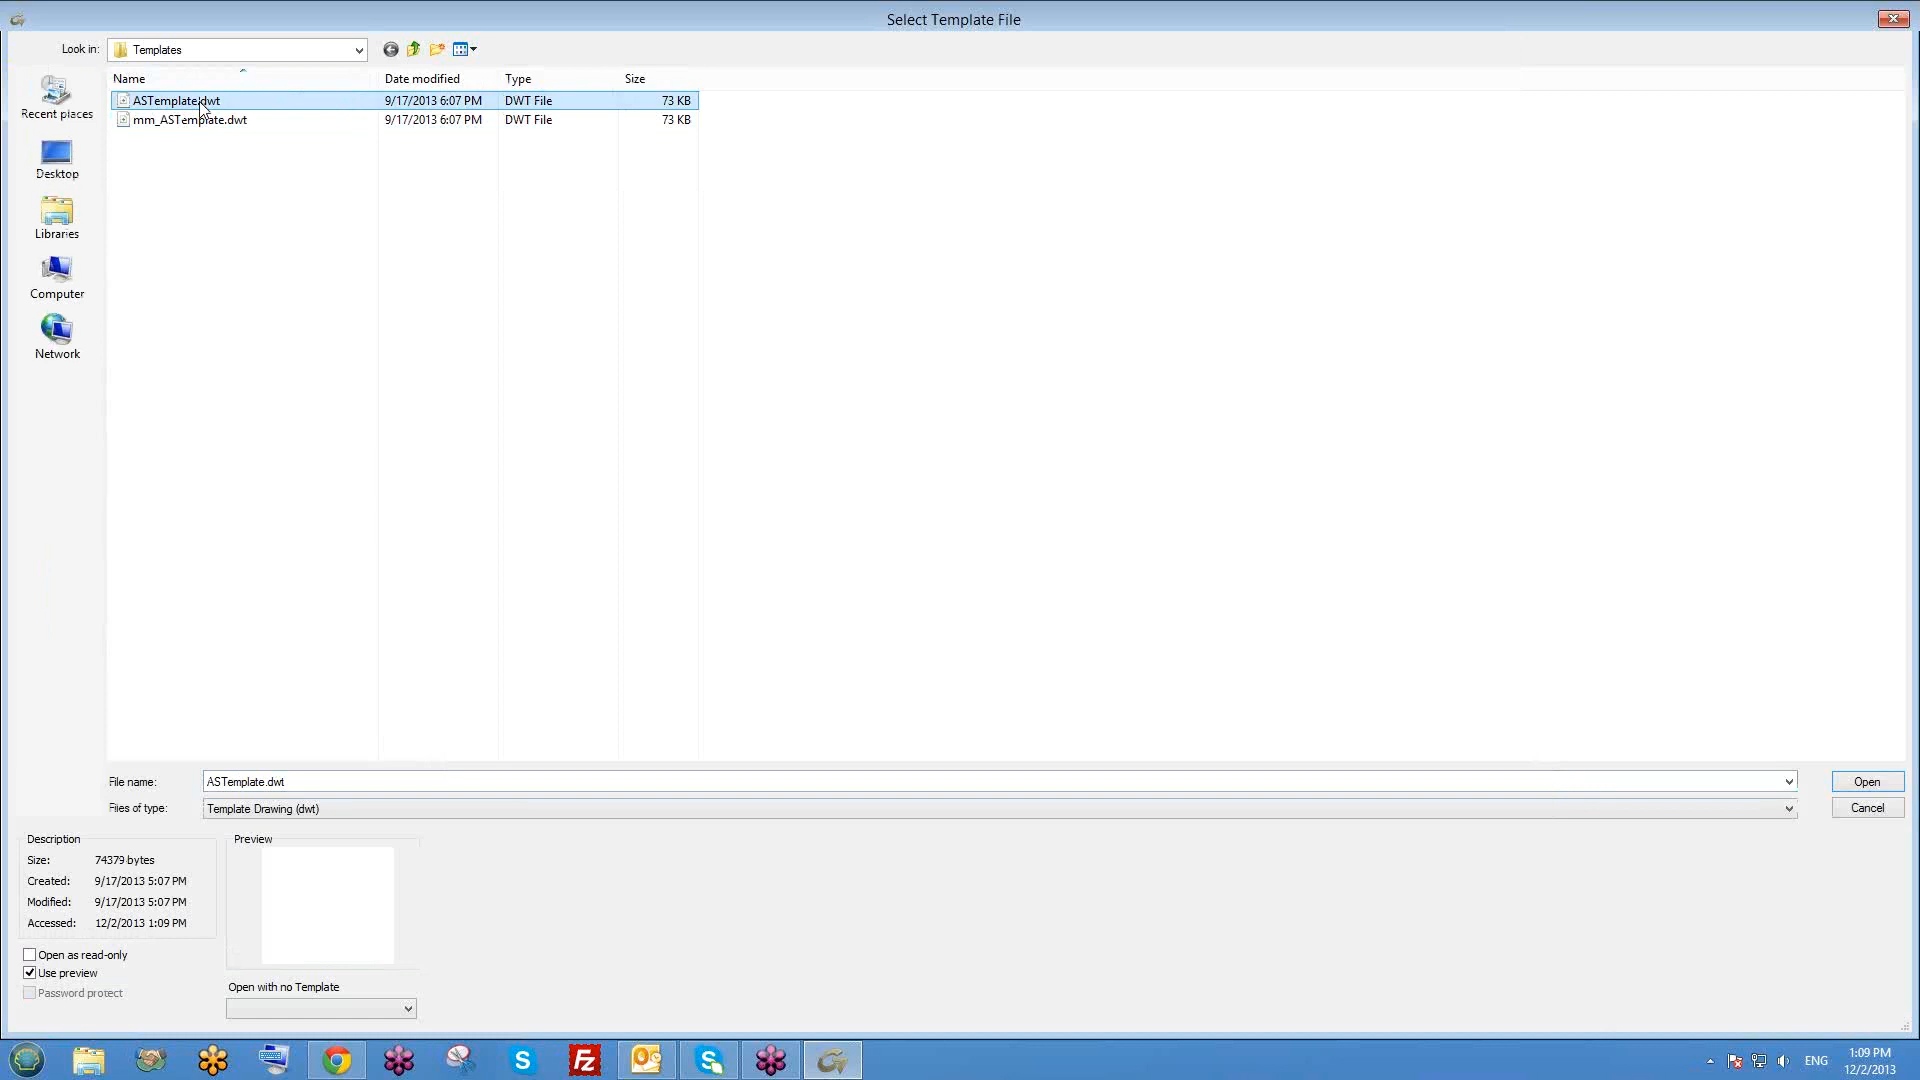 Select Template File
Look in: Templates
Name Date modified Type Size
ASTemplate.dwt 9/17/2013 6:07 PM DWT File 73 KB
mm_ASTemplate.dwt 9/17/2013 6:07 PM DWT File 73 KB
Recent places
Desktop
Libraries
Computer
Network
File name: ASTemplate.dwt Open
Files of type: Template Drawing (dwt) Cancel
Description
Size: 74379 bytes
Created: 9/17/2013 5:07 PM
Modified: 9/17/2013 5:07 PM
Accessed: 12/2/2013 1:09 PM
Open as read-only
Use preview
Password protect
Preview
Open with no Template
ENG
1:09 PM
12/2/2013